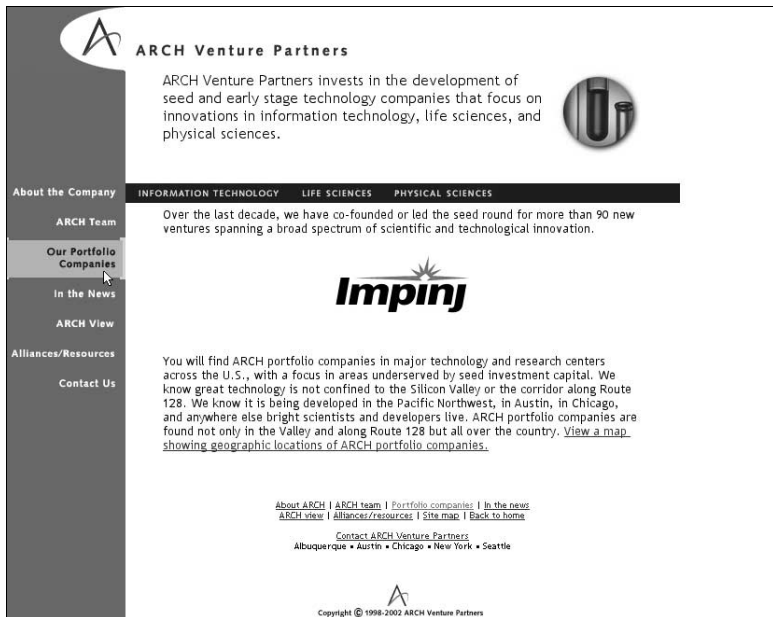 ARCH Venture Partners
ARCH Venture Partners invests in the development of
seed and early stage technology companies that focus on
innovations in information technology, life sciences, and
physical sciences.
About the Company
ARCH Team
Our Portfolio
Companies
In the News
ARCH View
Alliances/Resources
Contact Us
INFORMATION TECHNOLOGY LIFE SCIENCES PHYSICAL SCIENCES
Over the last decade, we have co-founded or led the seed round for more than 90 new
ventures spanning a broad spectrum of scientific and technological innovation.
Impinj
You will find ARCH portfolio companies in major technology and research centers
across the U.S., with a focus in areas underserved by seed investment capital. We
know great technology is not confined to the Silicon Valley or the corridor along Route
128. We know it is being developed in the Pacific Northwest, in Austin, in Chicago,
and anywhere else bright scientists and developers live. ARCH portfolio companies are
found not only in the Valley and along Route 128 but all over the country. View a map
showing geographic locations of ARCH portfolio companies.
About ARCH | ARCH team | Portfolio companies | In the news
ARCH view | Alliances/resources | Site map | Back to home
Contact ARCH Venture Partners
Albuquerque ▪ Austin ▪ Chicago ▪ New York ▪ Seattle
Copyright © 1998-2002 ARCH Venture Partners